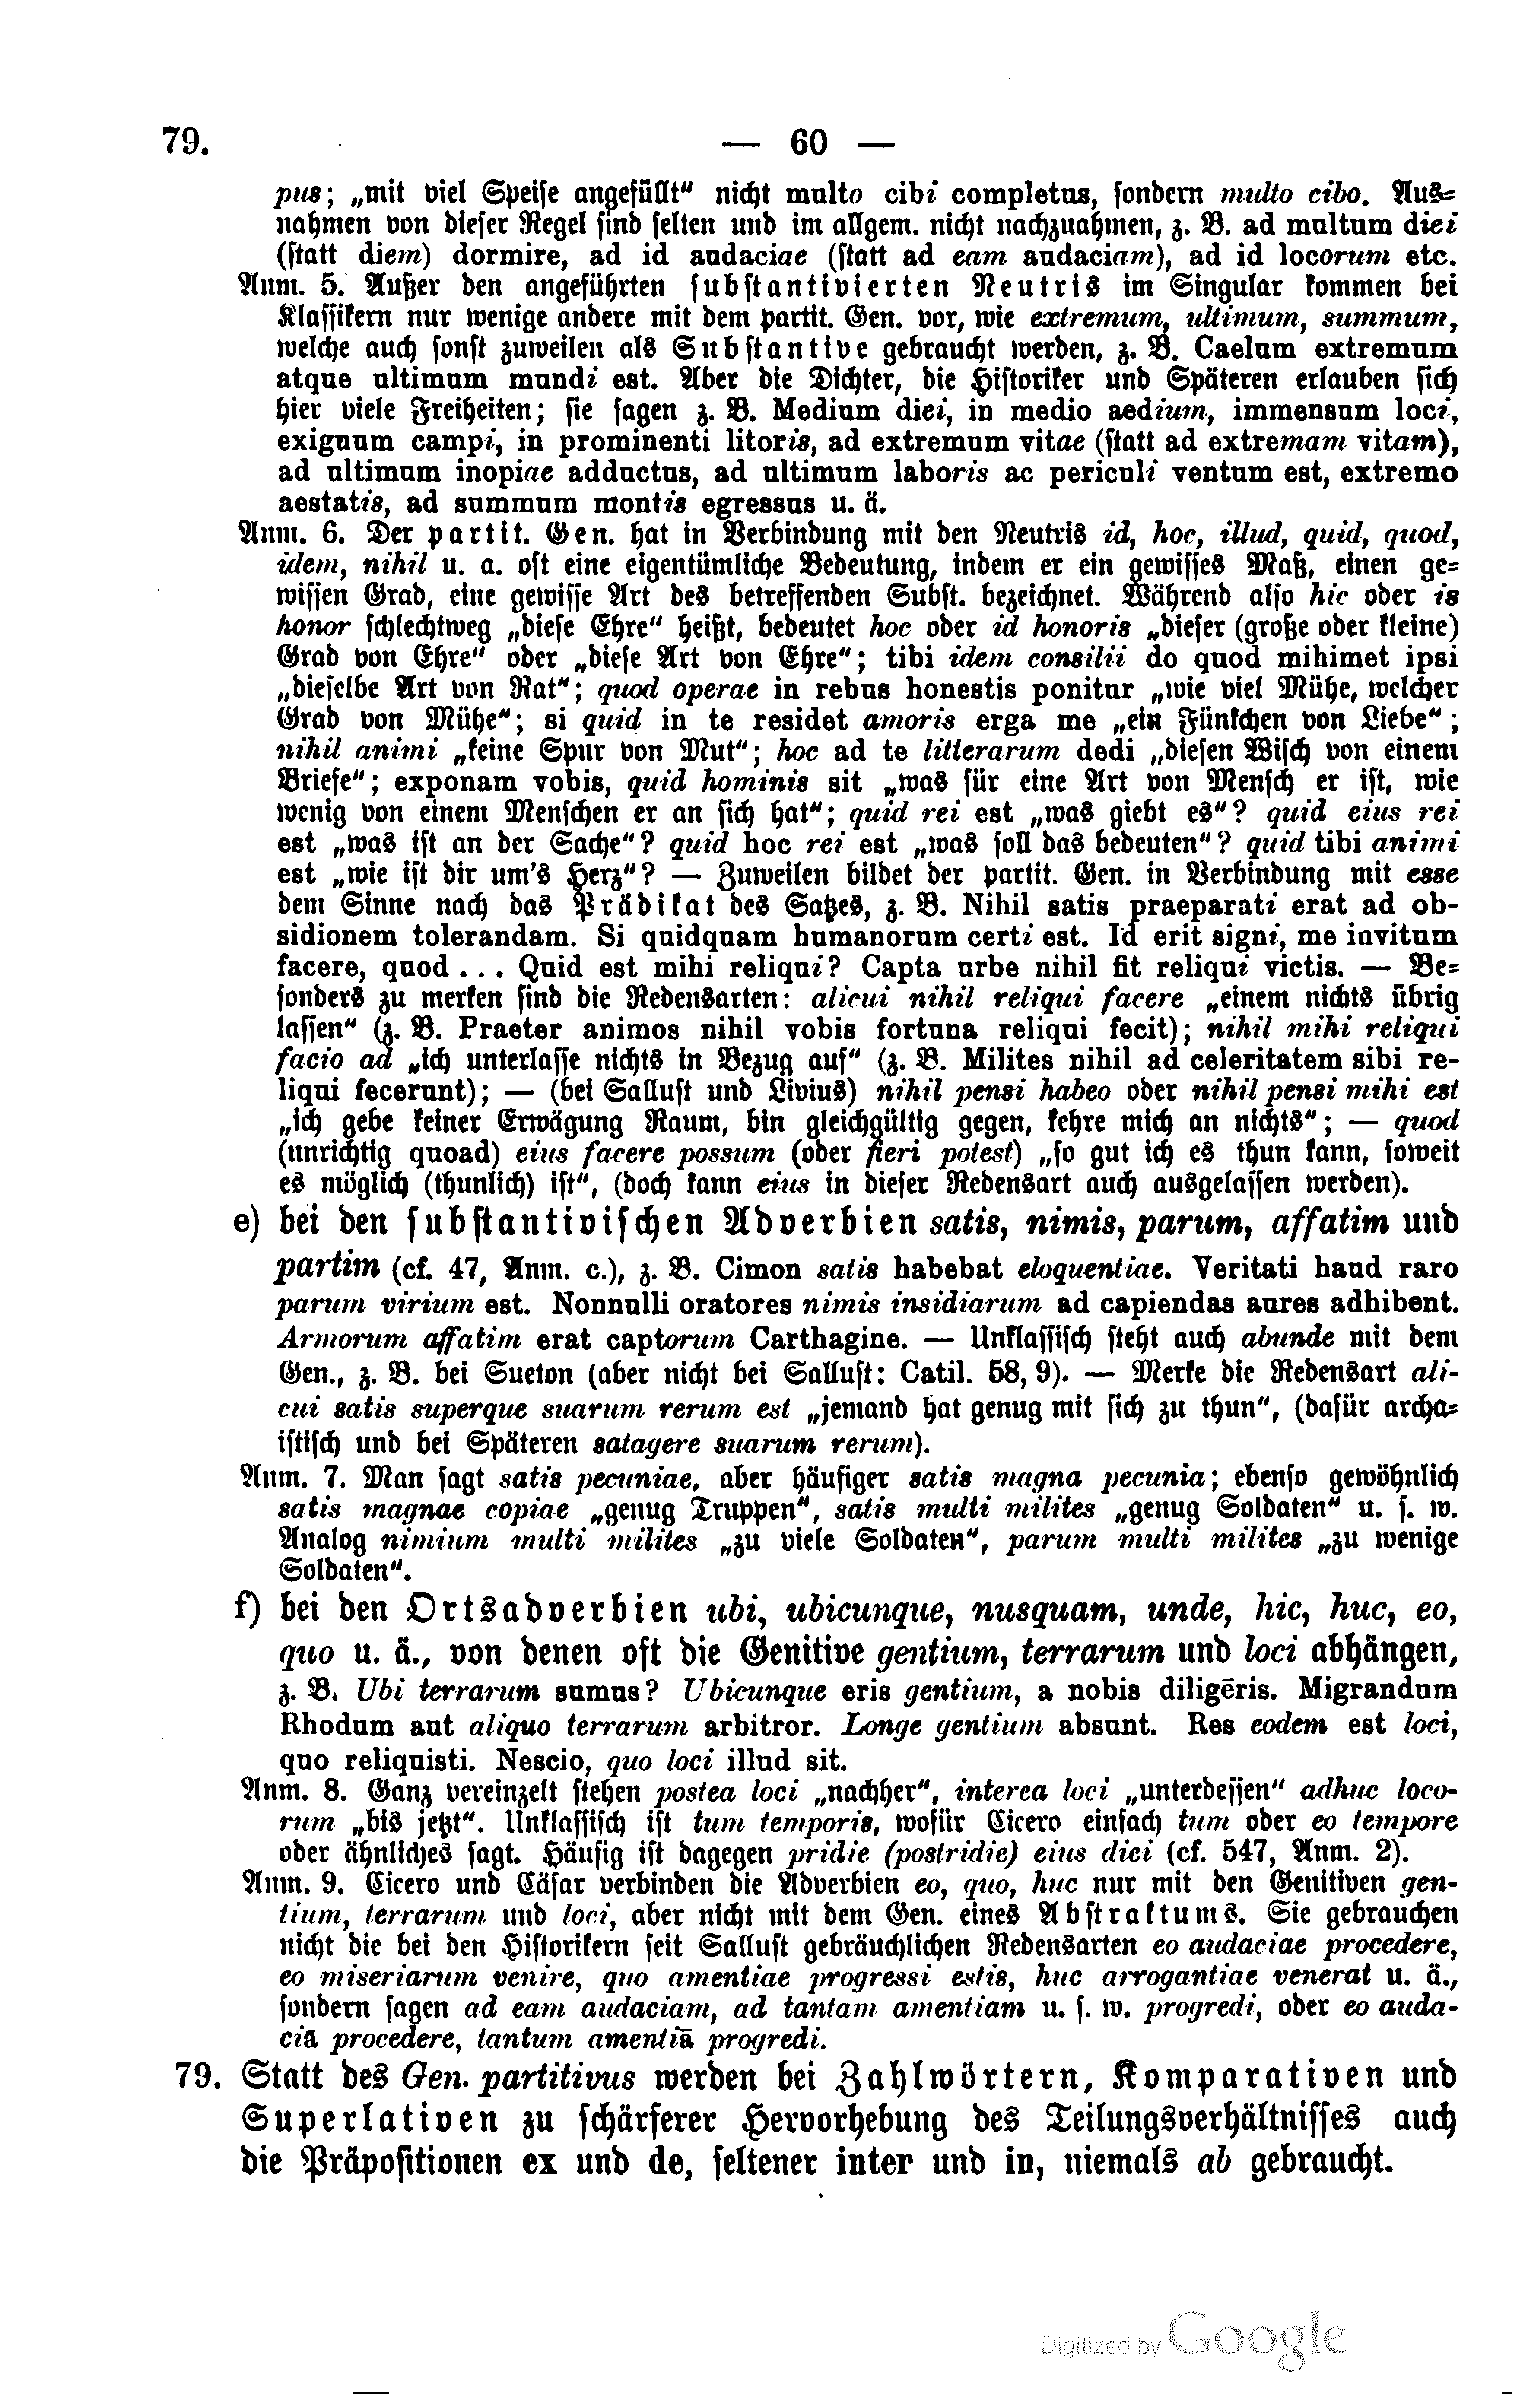 79. — 60 —
pus; „mit viel Speise angefüllt" nicht multo cibi completus, sondern multo cibo. Aus-
nahmen von dieser Regel sind selten und im allgem. nicht nachzuahmen, z. B. ad multum diei
(statt diem) dormire, ad id audaciae (statt ad eam audaciam), ad id locorum etc.
Anm. 5. Außer den angeführten substantivierten Neutris im Singular kommen bei
Klassikern nur wenige andere mit dem partit. Gen. vor, wie extremum, ultimum, summum,
welche auch sonst zuweilen als Substantive gebraucht werden, z. B. Caelum extremum
atque ultimum mundi est. Aber die Dichter, die Historiker und Späteren erlauben sich
hier viele Freiheiten; sie sagen z. B. Medium diei, in medio aedium, immensum loci,
exiguum campi, in prominenti litoris, ad extremum vitae (statt ad extremam vitam),
ad ultimum inopiae adductus, ad ultimum laboris ac periculi ventum est, extremo
aestatis, ad summum montis egressus u. ä.
Anm. 6. Der partit. Gen. hat in Verbindung mit den Neutris id, hoc, illud, quid, quod,
idem, nihil u. a. oft eine eigentümliche Bedeutung, indem er ein gewisses Maß, einen ge-
wissen Grad, eine gewisse Art des betreffenden Subst. bezeichnet. Während also hic oder is
honor schlechtweg „diese Ehre" heißt, bedeutet hoc oder id honoris „dieser (große oder kleine)
Grad von Ehre" oder „diese Art von Ehre"; tibi idem consilii do quod mihimet ipsi
„dieselbe Art von Rat"; quod operae in rebus honestis ponitur „wie viel Mühe, welcher
Grad von Mühe"; si quid in te residet amoris erga me „ein Fünkchen von Liebe";
nihil animi „keine Spur von Mut"; hoc ad te litterarum dedi „diesen Wisch von einem
Briefe"; exponam vobis, quid hominis sit „was für eine Art von Mensch er ist, wie
wenig von einem Menschen er an sich hat"; quid rei est „was giebt es"? quid eius rei
est „was ist an der Sache"? quid hoc rei est „was soll das bedeuten"? quid tibi animi
est „wie ist dir um's Herz"? — Zuweilen bildet der partit. Gen. in Verbindung mit esse
dem Sinne nach das Prädikat des Satzes, z. B. Nihil satis praeparati erat ad ob-
sidionem tolerandam. Si quidquam humanorum certi est. Id erit signi, me invitum
facere, quod ... Quid est mihi reliqui? Capta urbe nihil fit reliqui victis. — Be-
sonders zu merken sind die Redensarten: alicui nihil reliqui facere „einem nichts übrig
lassen" (z. B. Praeter animos nihil vobis fortuna reliqui fecit); nihil mihi reliqui
facio ad „ich unterlasse nichts in Bezug auf" (z. B. Milites nihil ad celeritatem sibi re-
liqui fecerunt); — (bei Sallust und Livius) nihil pensi habeo oder nihil pensi mihi est
„ich gebe keiner Erwägung Raum, bin gleichgültig gegen, kehre mich an nichts"; — quod
(unrichtig quoad) eius facere possum (oder fieri potest) „so gut ich es thun kann, soweit
es möglich (thunlich) ist", (doch kann eius in dieser Redensart auch ausgelassen werden).
e) bei den substantivischen Adverbien satis, nimis, parum, affatim und
partim (cf. 47, Anm. c.), z. B. Cimon satis habebat eloquentiae. Veritati haud raro
parum virium est. Nonnulli oratores nimis insidiarum ad capiendas aures adhibent.
Armorum affatim erat captorum Carthagine. — Unklassisch steht auch abunde mit dem
Gen., z. B. bei Sueton (aber nicht bei Sallust: Catil. 58, 9). — Merke die Redensart ali-
cui satis superque suarum rerum est „jemand hat genug mit sich zu thun", (dafür archa-
istisch und bei Späteren satagere suarum rerum).
Anm. 7. Man sagt satis pecuniae, aber häufiger satis magna pecunia; ebenso gewöhnlich
satis magnae copiae „genug Truppen", satis multi milites „genug Soldaten" u. s. w.
Analog nimium multi milites „zu viele Soldaten", parum multi milites „zu wenige
Soldaten".
f) bei den Ortsadverbien ubi, ubicunque, nusquam, unde, hic, huc, eo,
quo u. ä., von denen oft die Genitive gentium, terrarum und loci abhängen,
z. B. Ubi terrarum sumus? Ubicunque eris gentium, a nobis diligēris. Migrandum
Rhodum aut aliquo terrarum arbitror. Longe gentium absunt. Res eodem est loci,
quo reliquisti. Nescio, quo loci illud sit.
Anm. 8. Ganz vereinzelt stehen postea loci „nachher", interea loci „unterdessen" adhuc loco-
rum „bis jetzt". Unklassisch ist tum temporis, wofür Cicero einfach tum oder eo tempore
oder ähnliches sagt. Häufig ist dagegen pridie (postridie) eius diei (cf. 547, Anm. 2).
Anm. 9. Cicero und Cäsar verbinden die Adverbien eo, quo, huc nur mit den Genitiven gen-
tium, terrarum und loci, aber nicht mit dem Gen. eines Abstraktums. Sie gebrauchen
nicht die bei den Historikern seit Sallust gebräuchlichen Redensarten eo audaciae procedere,
eo miseriarum venire, quo amentiae progressi estis, huc arrogantiae venerat u. ä.,
sondern sagen ad eam audaciam, ad tantam amentiam u. s. w. progredi, oder eo auda-
ciā procedere, tantum amentiā progredi.
79. Statt des Gen. partitivus werden bei Zahlwörtern, Komparativen und
Superlativen zu schärferer Hervorhebung des Teilungsverhältnisses auch
die Präpositionen ex und de, seltener inter und in, niemals ab gebraucht.
Digitized by Google